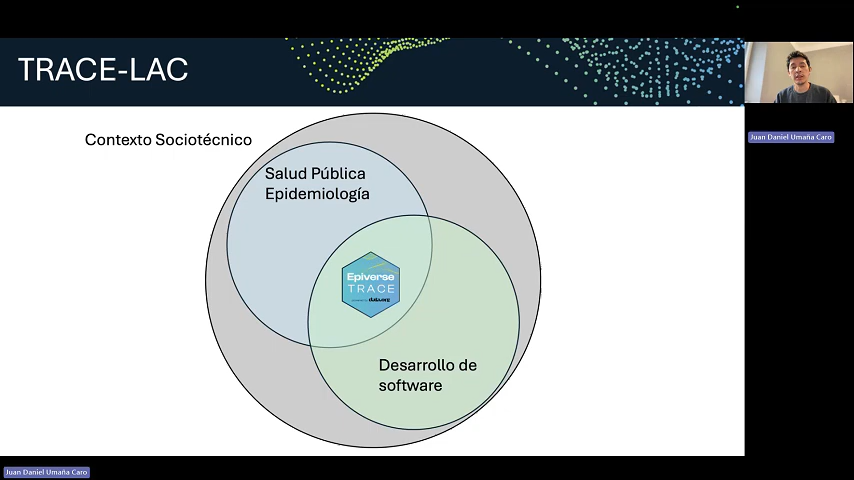 TRACE-LAC
Contexto Sociotécnico
Salud Pública
Epidemiología
Epiverse
TRACE
data.org
Desarrollo de
software
Juan Daniel Umaña Caro
Juan Daniel Umaña Caro